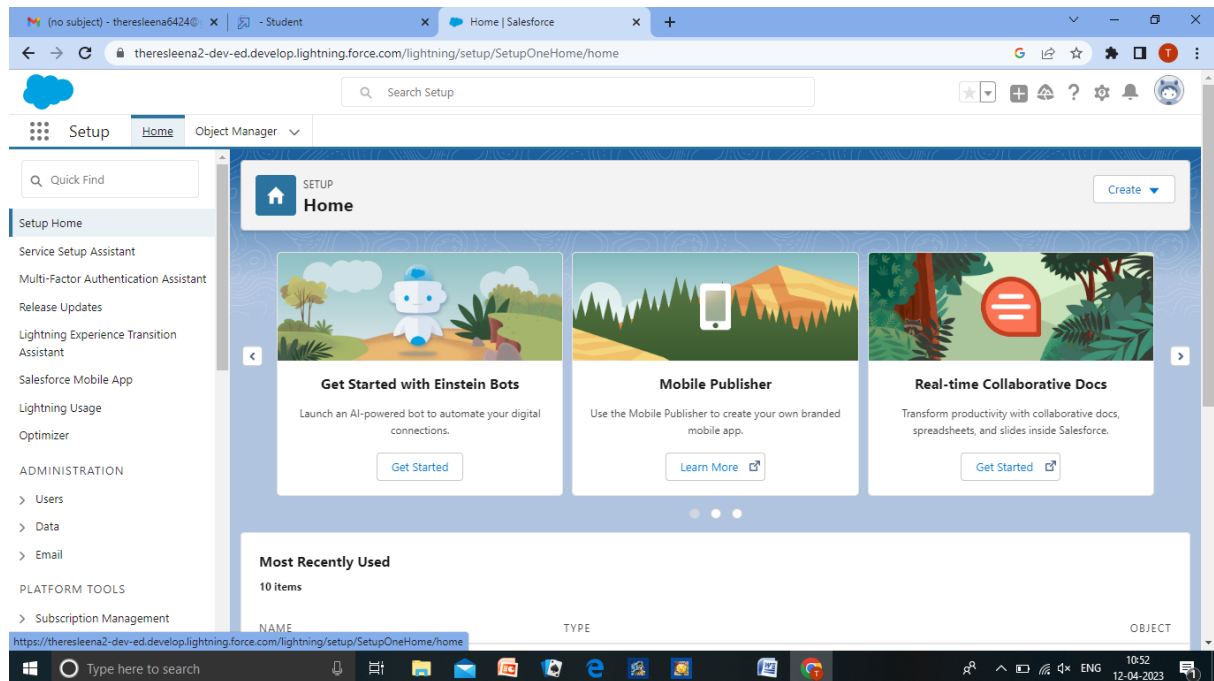 (no subject) - theresleena6424@
- Student
Home | Salesforce
theresleena2-dev-ed.develop.lightning.force.com/lightning/setup/SetupOneHome/home
T
Search Setup
Setup
Home
Object Manager
Quick Find
Setup Home
Service Setup Assistant
Multi-Factor Authentication Assistant
Release Updates
Lightning Experience Transition
Assistant
Salesforce Mobile App
Lightning Usage
Optimizer
ADMINISTRATION
Users
Data
Email
PLATFORM TOOLS
Subscription Management
SETUP
Home
Create
Get Started with Einstein Bots
Launch an AI-powered bot to automate your digital
connections.
Get Started
Mobile Publisher
Use the Mobile Publisher to create your own branded
mobile app.
Learn More
Real-time Collaborative Docs
Transform productivity with collaborative docs,
spreadsheets, and slides inside Salesforce.
Get Started
Most Recently Used
10 items
NAME TYPE OBJECT
https://theresleena2-dev-ed.develop.lightning.force.com/lightning/setup/SetupOneHome/home
Type here to search
ENG
10:52
12-04-2023